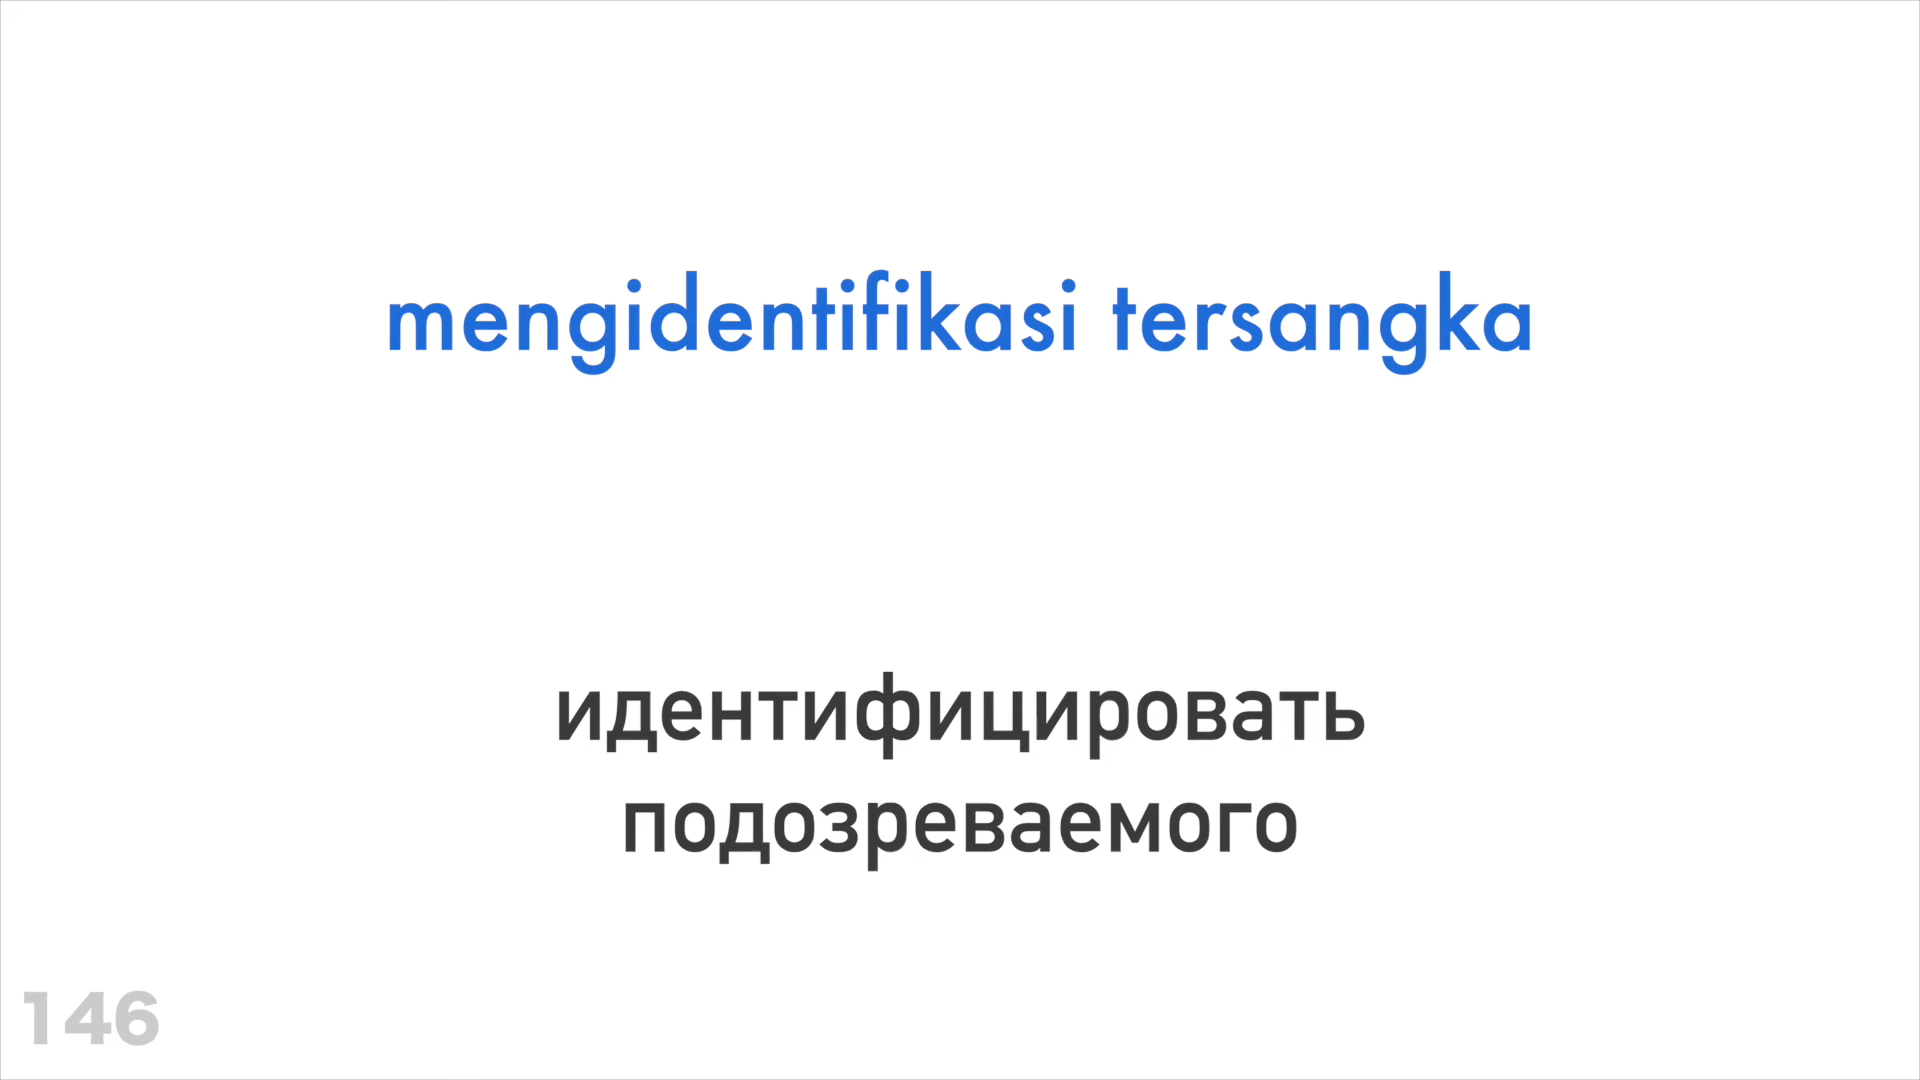 mengidentifikasi tersangka
идентифицировать
подозреваемого
146